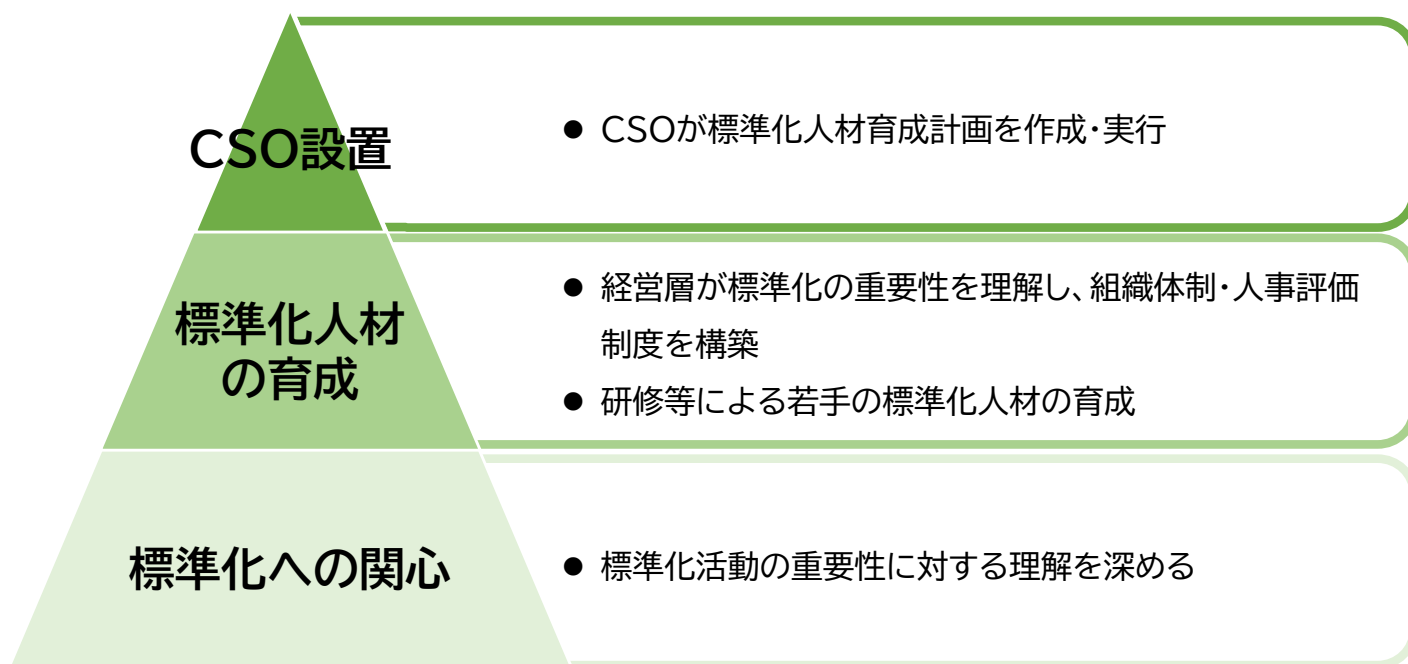 CSO設置
● CSOが標準化人材育成計画を作成・実行
標準化人材
の育成
● 経営層が標準化の重要性を理解し、組織体制・人事評価
制度を構築
● 研修等による若手の標準化人材の育成
標準化への関心
● 標準化活動の重要性に対する理解を深める